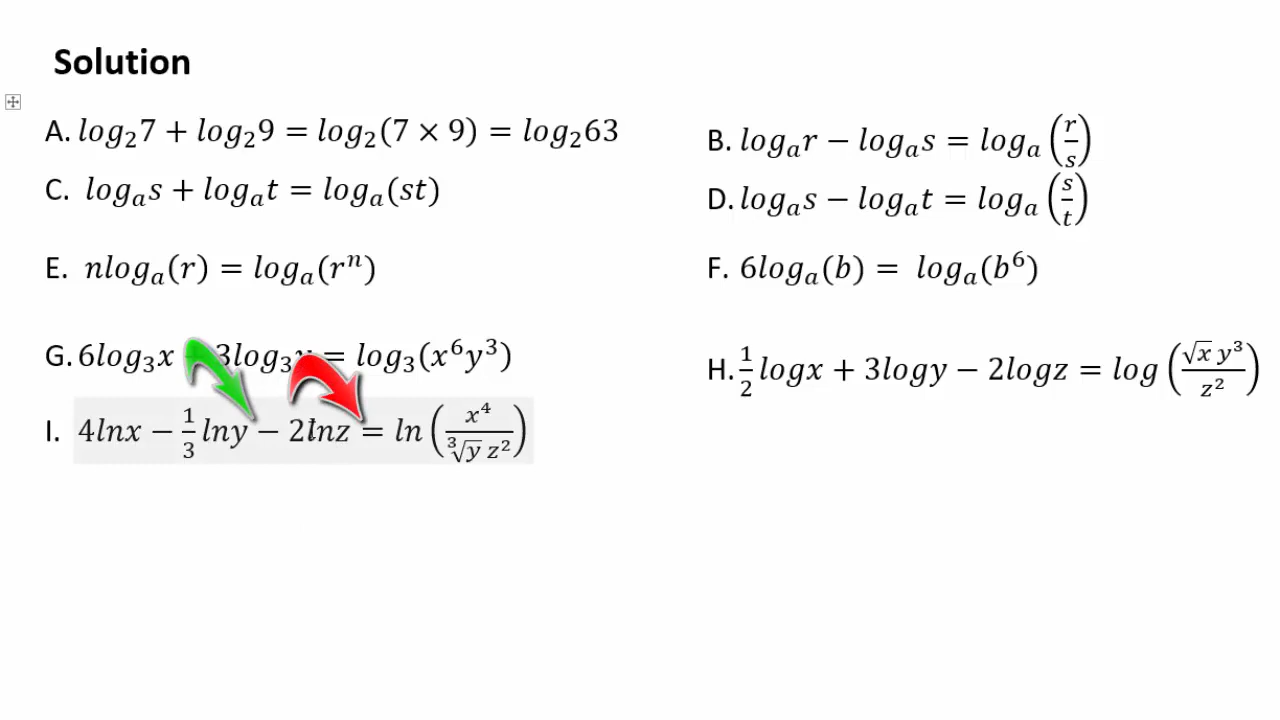 Solution
A. log₂7 + log₂9 = log₂(7 × 9) = log₂63
B. logₐr − logₐs = logₐ(r/s)
C. logₐs + logₐt = logₐ(st)
D. logₐs − logₐt = logₐ(s/t)
E. nlogₐ(r) = logₐ(rⁿ)
F. 6logₐ(b) = logₐ(b⁶)
G. 6log₃x 3log₃ = log₃(x⁶y³)
H. ½logx + 3logy − 2logz = log(√x y³/z²)
I. 4lnx − ⅓lny − 2lnz = ln(x⁴/∛y z²)